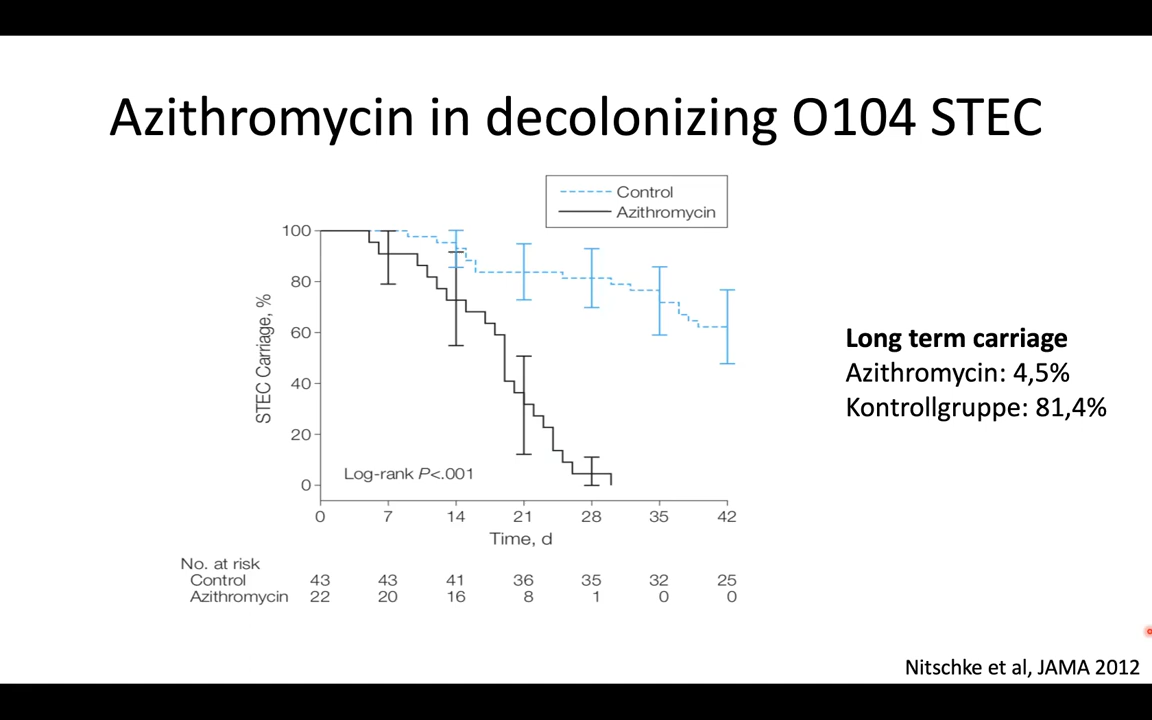 Azithromycin in decolonizing O104 STEC
Control
Azithromycin
100
80
60
40
20
0
STEC Carriage, %
Log-rank P<.001
0 7 14 21 28 35 42
Time, d
No. at risk
Control 43 43 41 36 35 32 25
Azithromycin 22 20 16 8 1 0 0
Long term carriage
Azithromycin: 4,5%
Kontrollgruppe: 81,4%
Nitschke et al, JAMA 2012